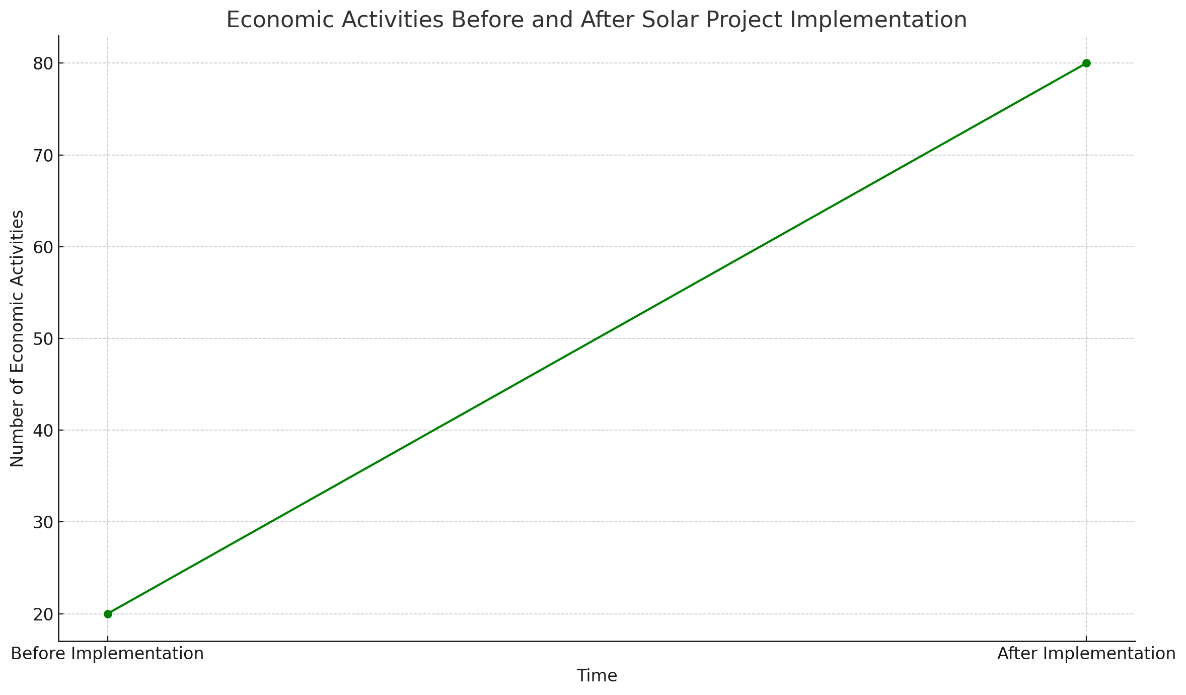 Economic Activities Before and After Solar Project Implementation
80
70
60
50
40
30
20
Number of Economic Activities
Before Implementation
After Implementation
Time